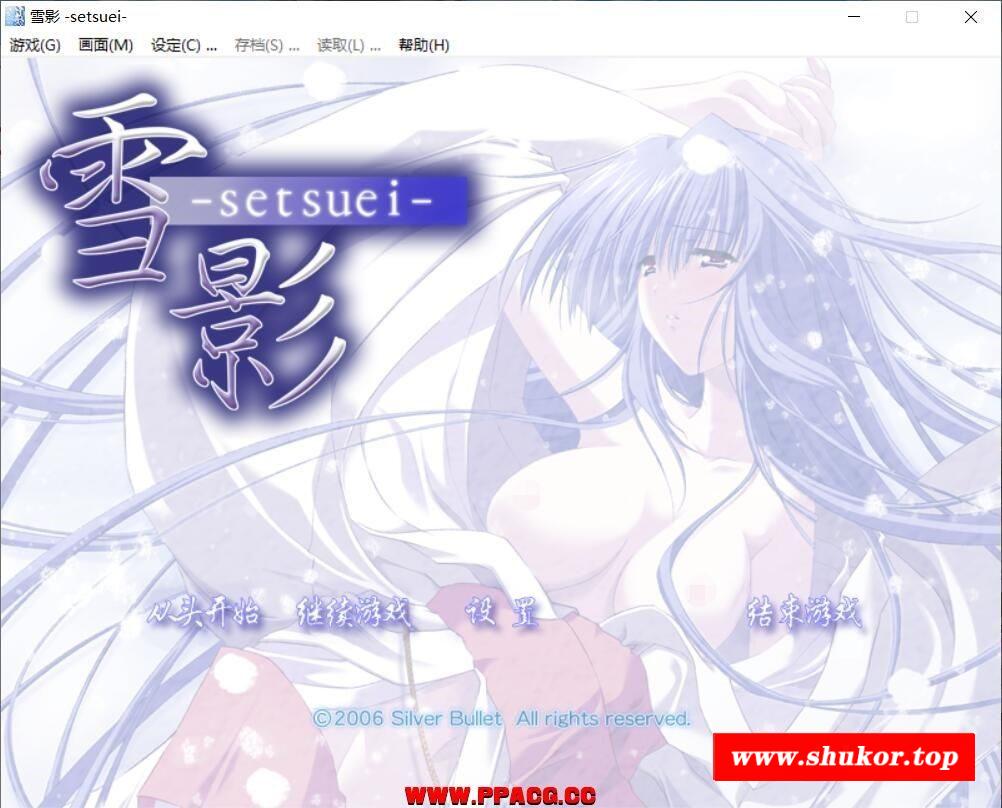 雪影 -setsuei-
游戏(G) 画面(M) 设定(C) ... 存档(S) ... 读取(L) ... 帮助(H)
雪影
-setsuei-
从头开始 继续游戏 设置 结束游戏
©2006 Silver Bullet All rights reserved.
www.shukor.top
WWW.PPACG.CC